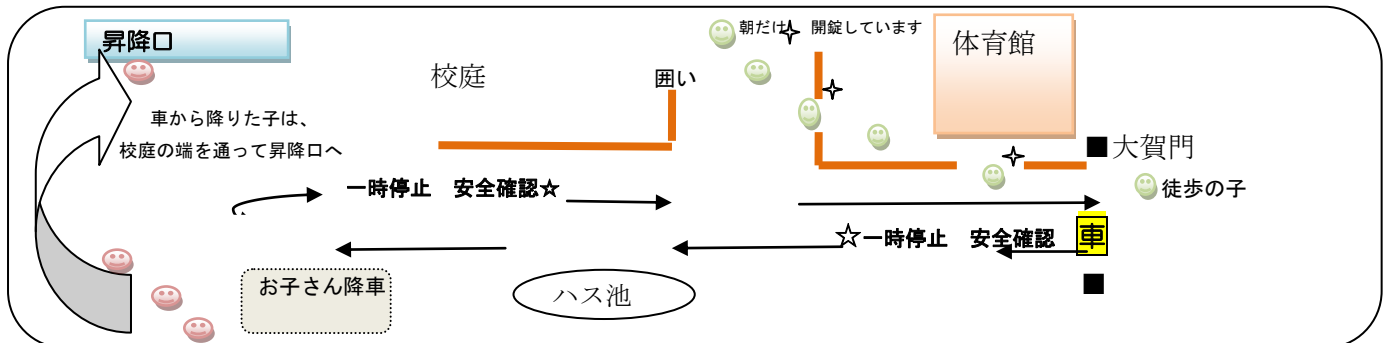 昇降口
朝だけ 開錠しています
体育館
校庭
囲い
車から降りた子は、
校庭の端を通って昇降口へ
大賀門
徒歩の子
一時停止 安全確認☆
☆一時停止 安全確認
車
お子さん降車
ハス池